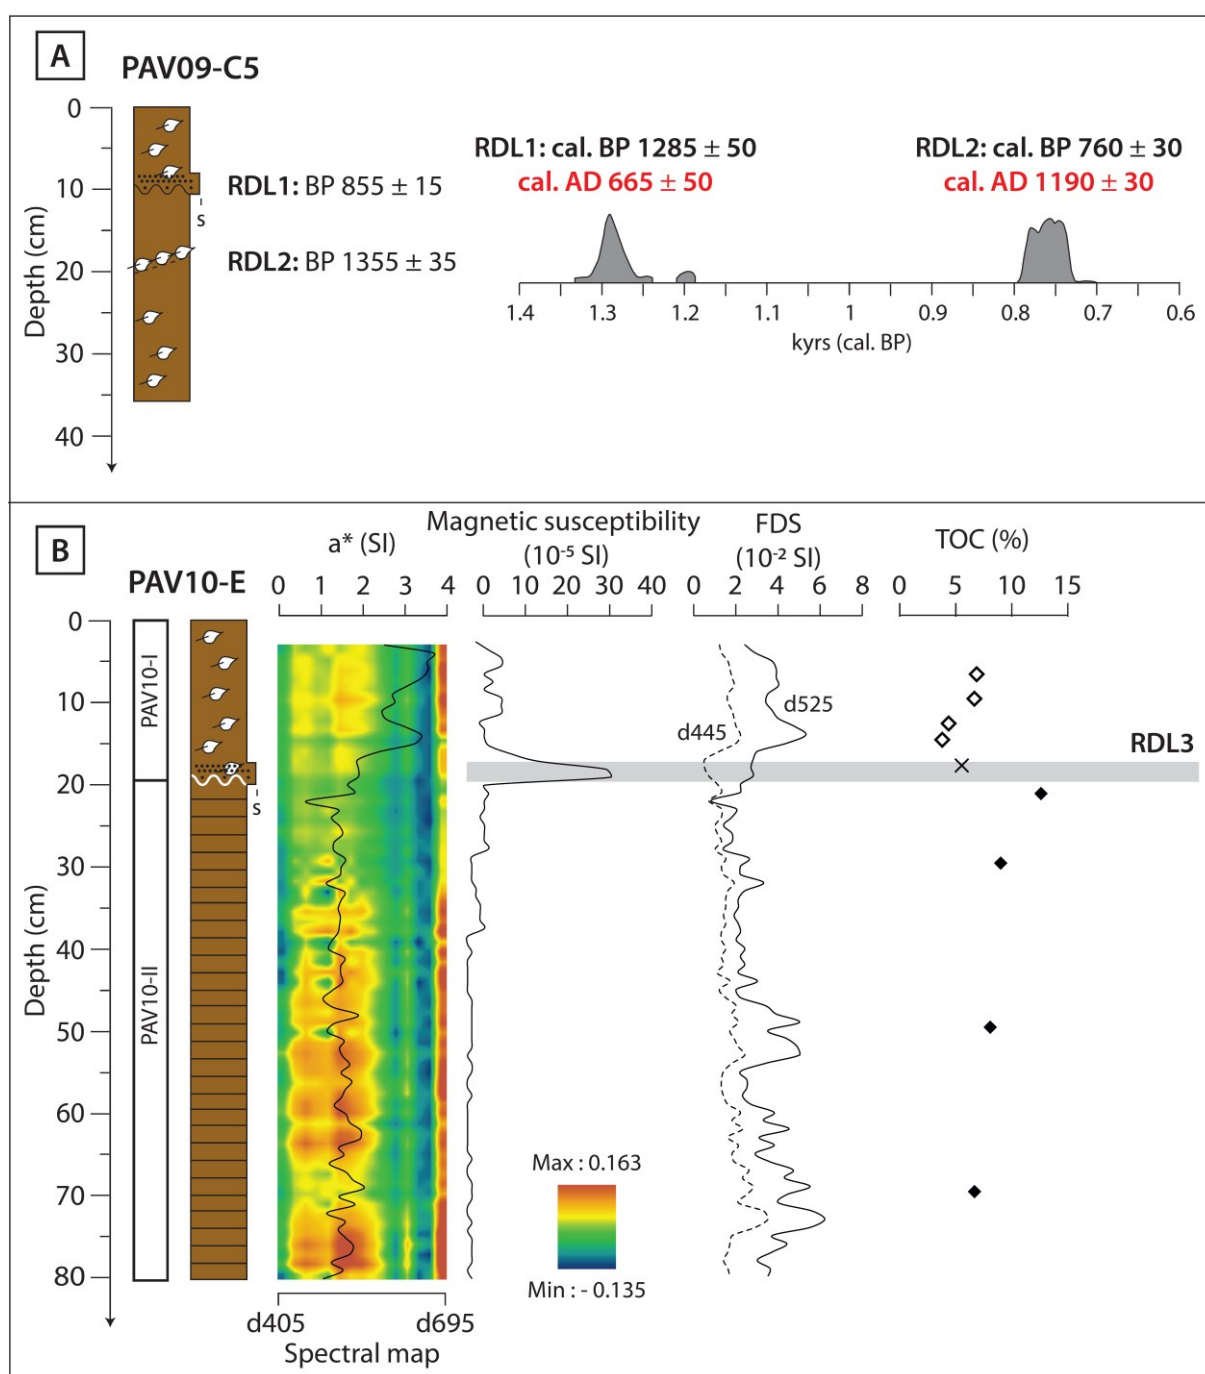 A
PAV09-C5
0
10
20
30
40
Depth (cm)
RDL1: BP 855 ± 15
s
RDL2: BP 1355 ± 35
RDL1: cal. BP 1285 ± 50
cal. AD 665 ± 50
RDL2: cal. BP 760 ± 30
cal. AD 1190 ± 30
1.4 1.3 1.2 1.1 1 0.9 0.8 0.7 0.6
kyrs (cal. BP)
B
PAV10-E
a* (SI)
0 1 2 3 4
Magnetic susceptibility
(10⁻⁵ SI)
0 10 20 30 40
FDS
(10⁻² SI)
0 2 4 6 8
TOC (%)
0 5 10 15
0
10
20
30
40
50
60
70
80
Depth (cm)
PAV10-I
PAV10-II
s
d445
d525
RDL3
Max : 0.163
Min : - 0.135
d405 d695
Spectral map